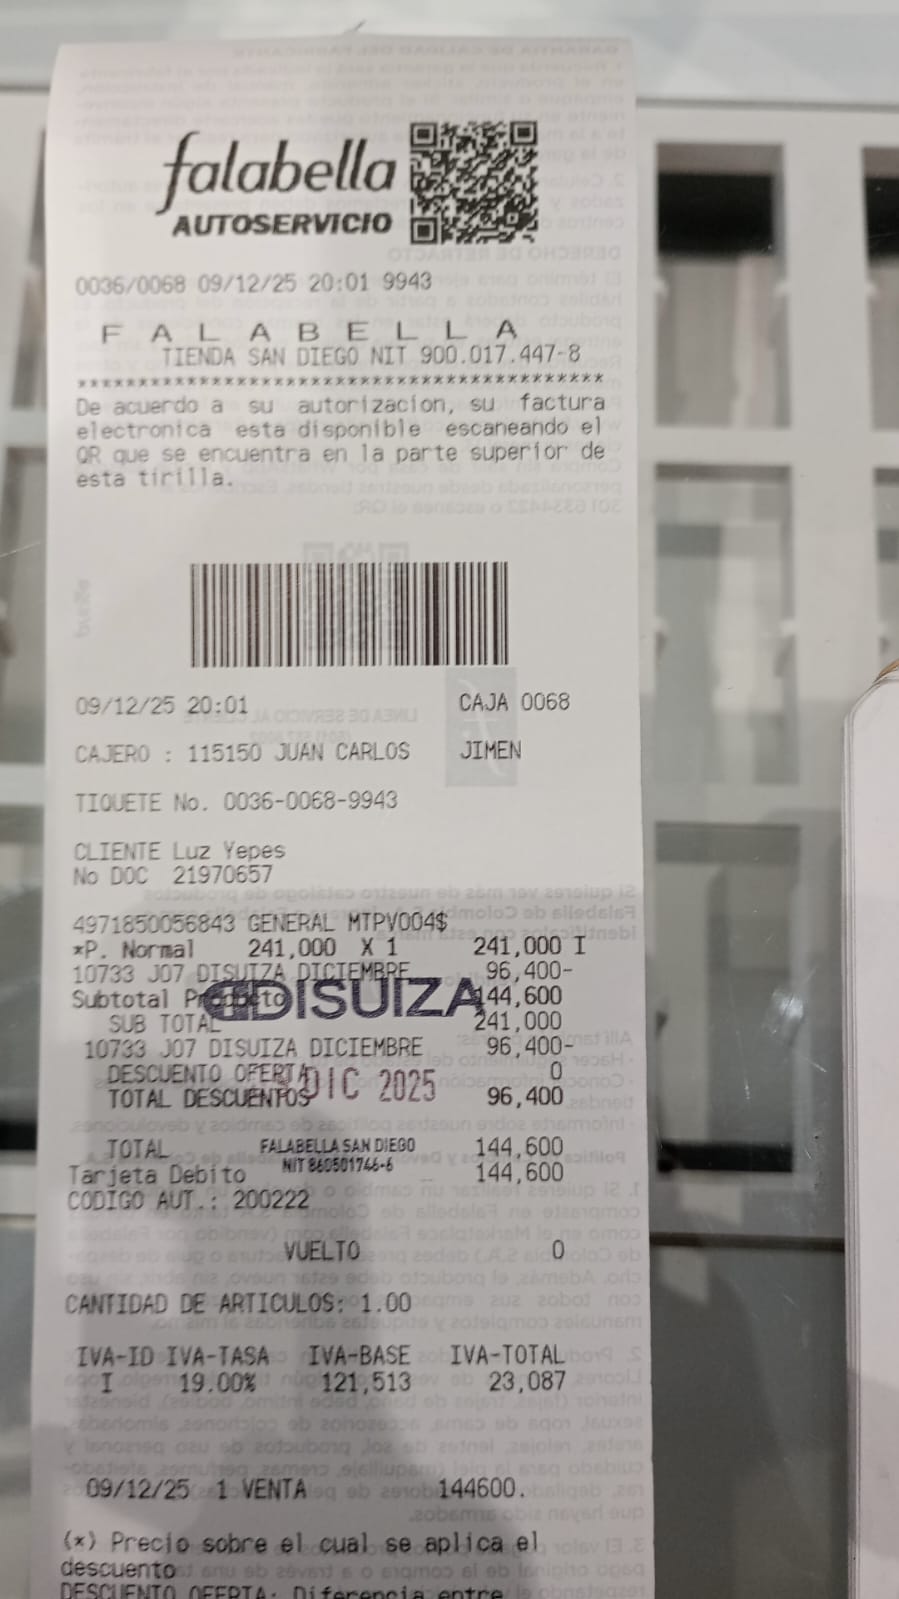 falabella
AUTOSERVICIO
0036/0068 09/12/25 20:01 9943
F A L A B E L L A
TIENDA SAN DIEGO NIT 900.017.447-8
******************************************
De acuerdo a su autorizacion, su factura
electronica esta disponible escaneando el
QR que se encuentra en la parte superior de
esta tirilla.
09/12/25 20:01 CAJA 0068
CAJERO : 115150 JUAN CARLOS JIMEN
TIQUETE No. 0036-0068-9943
CLIENTE Luz Yepes
No DOC 21970657
4971850056843 GENERAL MTPV004$
*P. Normal 241,000 X 1 241,000 I
10733 J07 DISUIZA DICIEMBRE 96,400-
Subtotal Producto 144,600
DISUIZA
SUB TOTAL 241,000
10733 J07 DISUIZA DICIEMBRE 96,400-
DESCUENTO OFERTA 0
DIC 2025
TOTAL DESCUENTOS 96,400
TOTAL 144,600
FALABELLA SAN DIEGO
NIT 860501746-6
Tarjeta Debito 144,600
CODIGO AUT.: 200222
VUELTO 0
CANTIDAD DE ARTICULOS: 1.00
IVA-ID IVA-TASA IVA-BASE IVA-TOTAL
I 19.00% 121,513 23,087
09/12/25 1 VENTA 144600.
(*) Precio sobre el cual se aplica el
descuento
DESCUENTO OFERTA: Diferencia entre